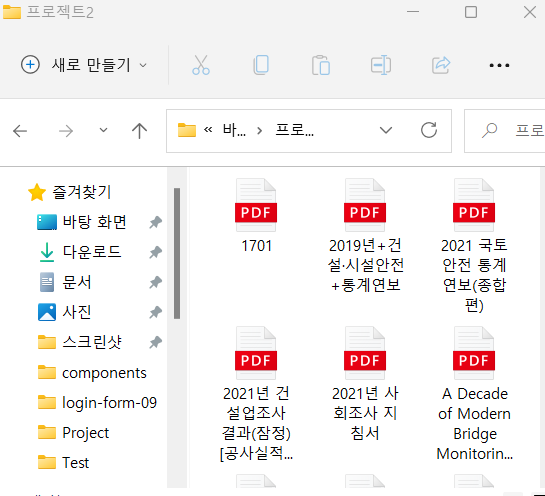 프로젝트2
새로 만들기
« 바... 프로...
프로
즐겨찾기
바탕 화면
다운로드
문서
사진
스크린샷
components
login-form-09
Project
Test
PDF
1701
PDF
2019년+건
설·시설안전
+통계연보
PDF
2021 국토
안전 통계
연보(종합
편)
PDF
2021년 건
설업조사
결과(잠정)
[공사실적...
PDF
2021년 사
회조사 지
침서
PDF
A Decade
of Modern
Bridge
Monitorin...